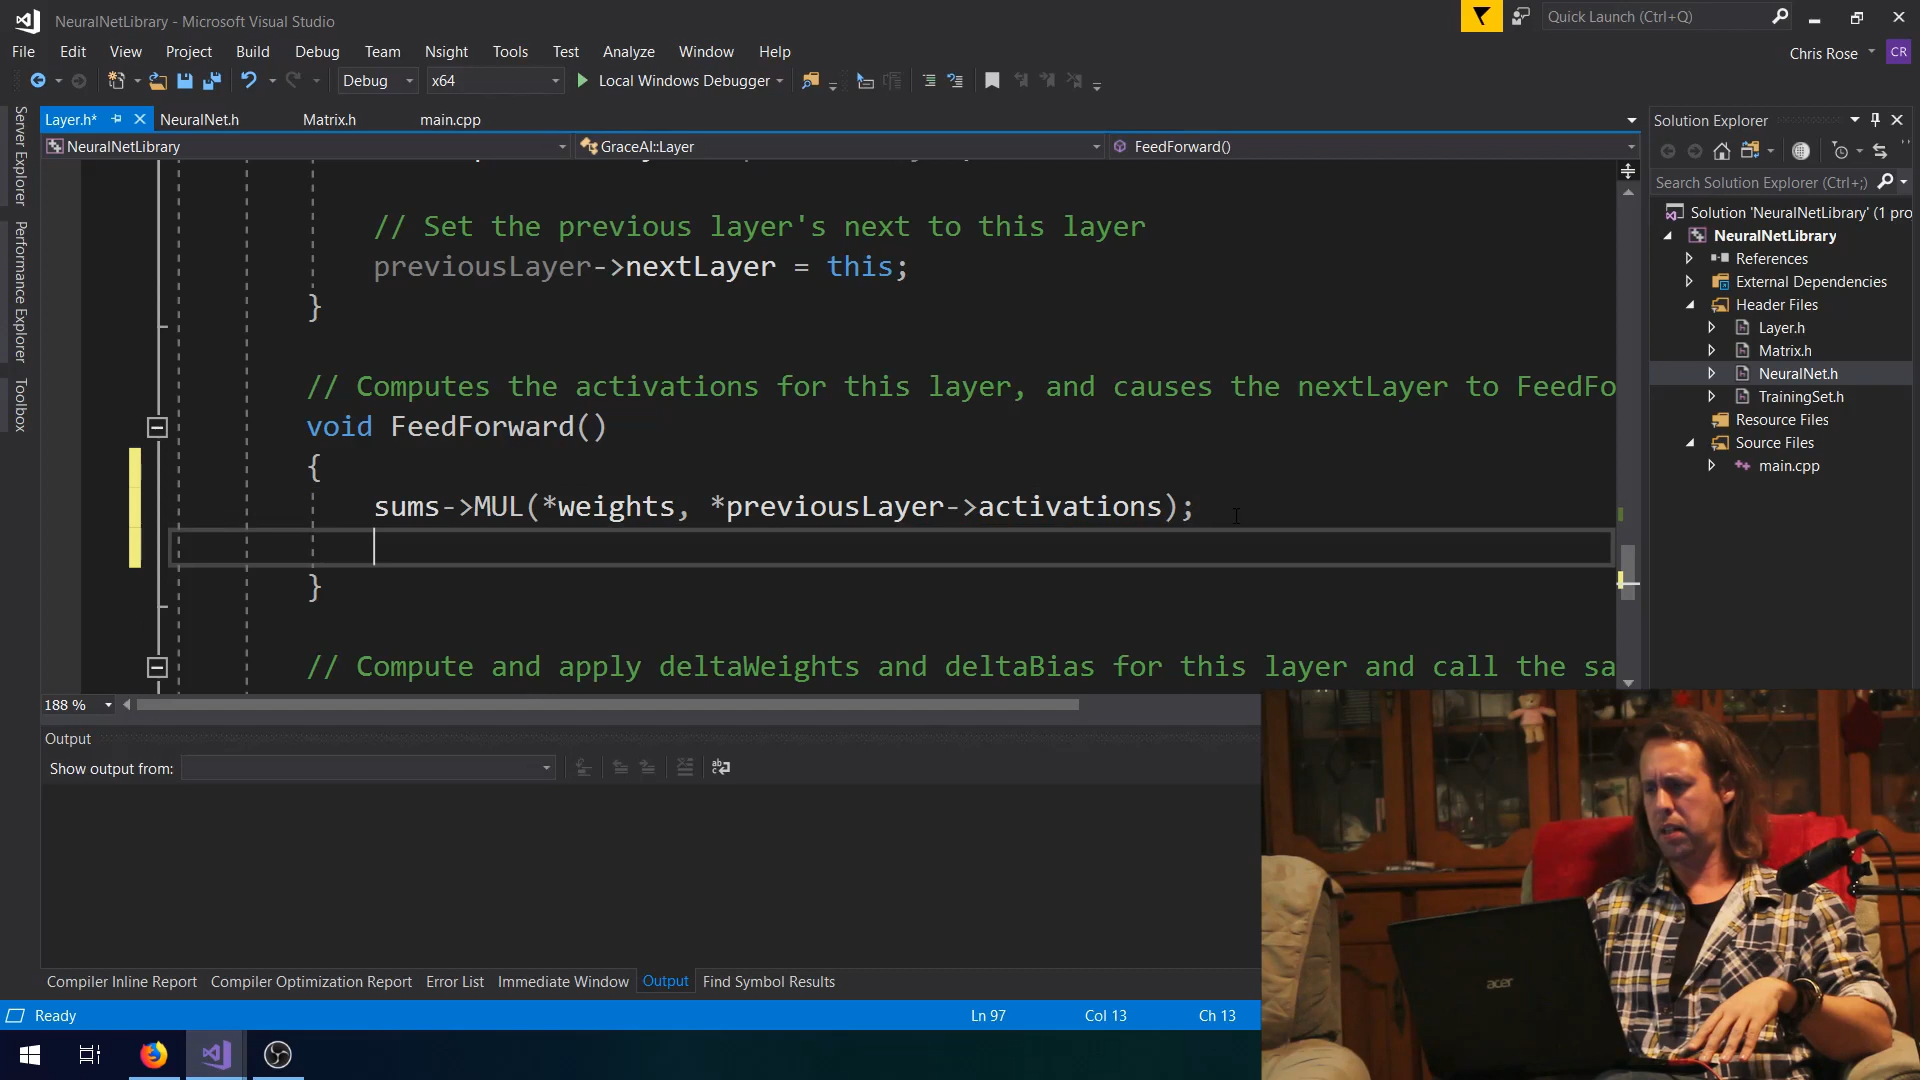 NeuralNetLibrary - Microsoft Visual Studio
Quick Launch (Ctrl+Q)
File Edit View Project Build Debug Team Nsight Tools Test Analyze Window Help
Chris Rose CR
Debug x64 Local Windows Debugger
Layer.h* NeuralNet.h Matrix.h main.cpp
NeuralNetLibrary GraceAI::Layer FeedForward()
Server Explorer
Performance Explorer
Toolbox
// Set the previous layer's next to this layer
previousLayer->nextLayer = this;
}
// Computes the activations for this layer, and causes the nextLayer to FeedFo
void FeedForward()
{
sums->MUL(*weights, *previousLayer->activations);
}
// Compute and apply deltaWeights and deltaBias for this layer and call the sa
188 %
Solution Explorer
Search Solution Explorer (Ctrl+;)
Solution 'NeuralNetLibrary' (1 pro
NeuralNetLibrary
References
External Dependencies
Header Files
Layer.h
Matrix.h
NeuralNet.h
TrainingSet.h
Resource Files
Source Files
main.cpp
Output
Show output from:
Compiler Inline Report Compiler Optimization Report Error List Immediate Window Output Find Symbol Results
Ready Ln 97 Col 13 Ch 13
acer